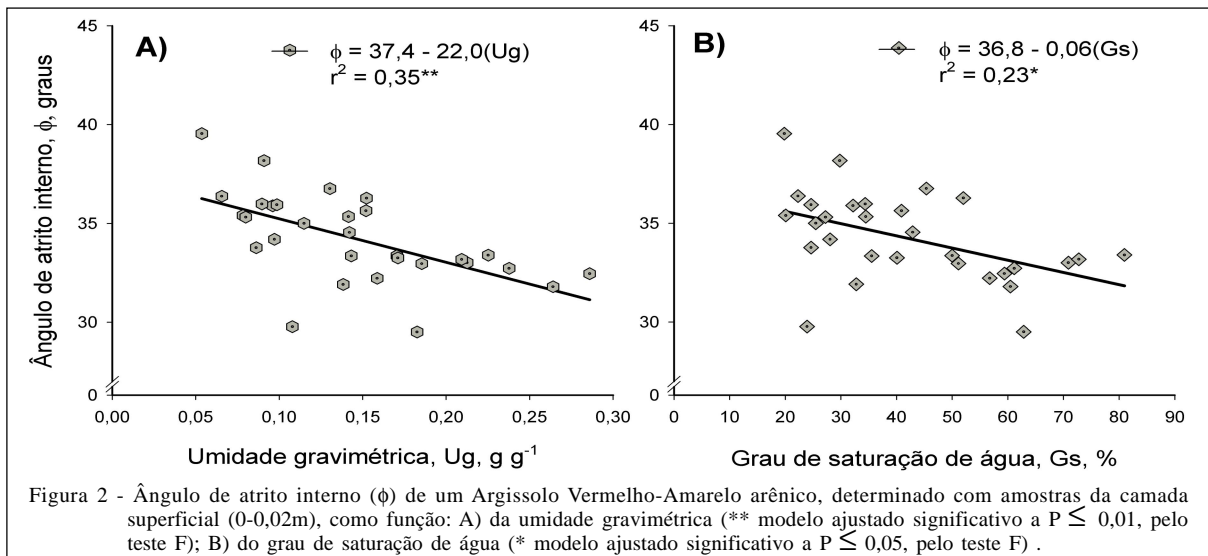 A)
ϕ = 37,4 - 22,0(Ug)
r² = 0,35**
Ângulo de atrito interno, ϕ, graus
45
40
35
30
0
0,00 0,05 0,10 0,15 0,20 0,25 0,30
Umidade gravimétrica, Ug, g g⁻¹
B)
ϕ = 36,8 - 0,06(Gs)
r² = 0,23*
45
40
35
30
0
0 10 20 30 40 50 60 70 80 90
Grau de saturação de água, Gs, %
Figura 2 - Ângulo de atrito interno (ϕ) de um Argissolo Vermelho-Amarelo arênico, determinado com amostras da camada
superficial (0-0,02m), como função: A) da umidade gravimétrica (** modelo ajustado significativo a P ≤ 0,01, pelo
teste F); B) do grau de saturação de água (* modelo ajustado significativo a P ≤ 0,05, pelo teste F) .